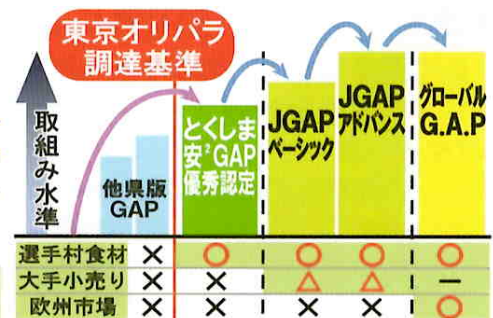 東京オリパラ
調達基準
取組み水準
他県版
GAP
とくしま
安²GAP
優秀認定
JGAP
ベーシック
JGAP
アドバンス
グローバル
G.A.P
選手村食材 × ○ ○ ○ ○
大手小売り × × △ △ ー
欧州市場 × × × × ○